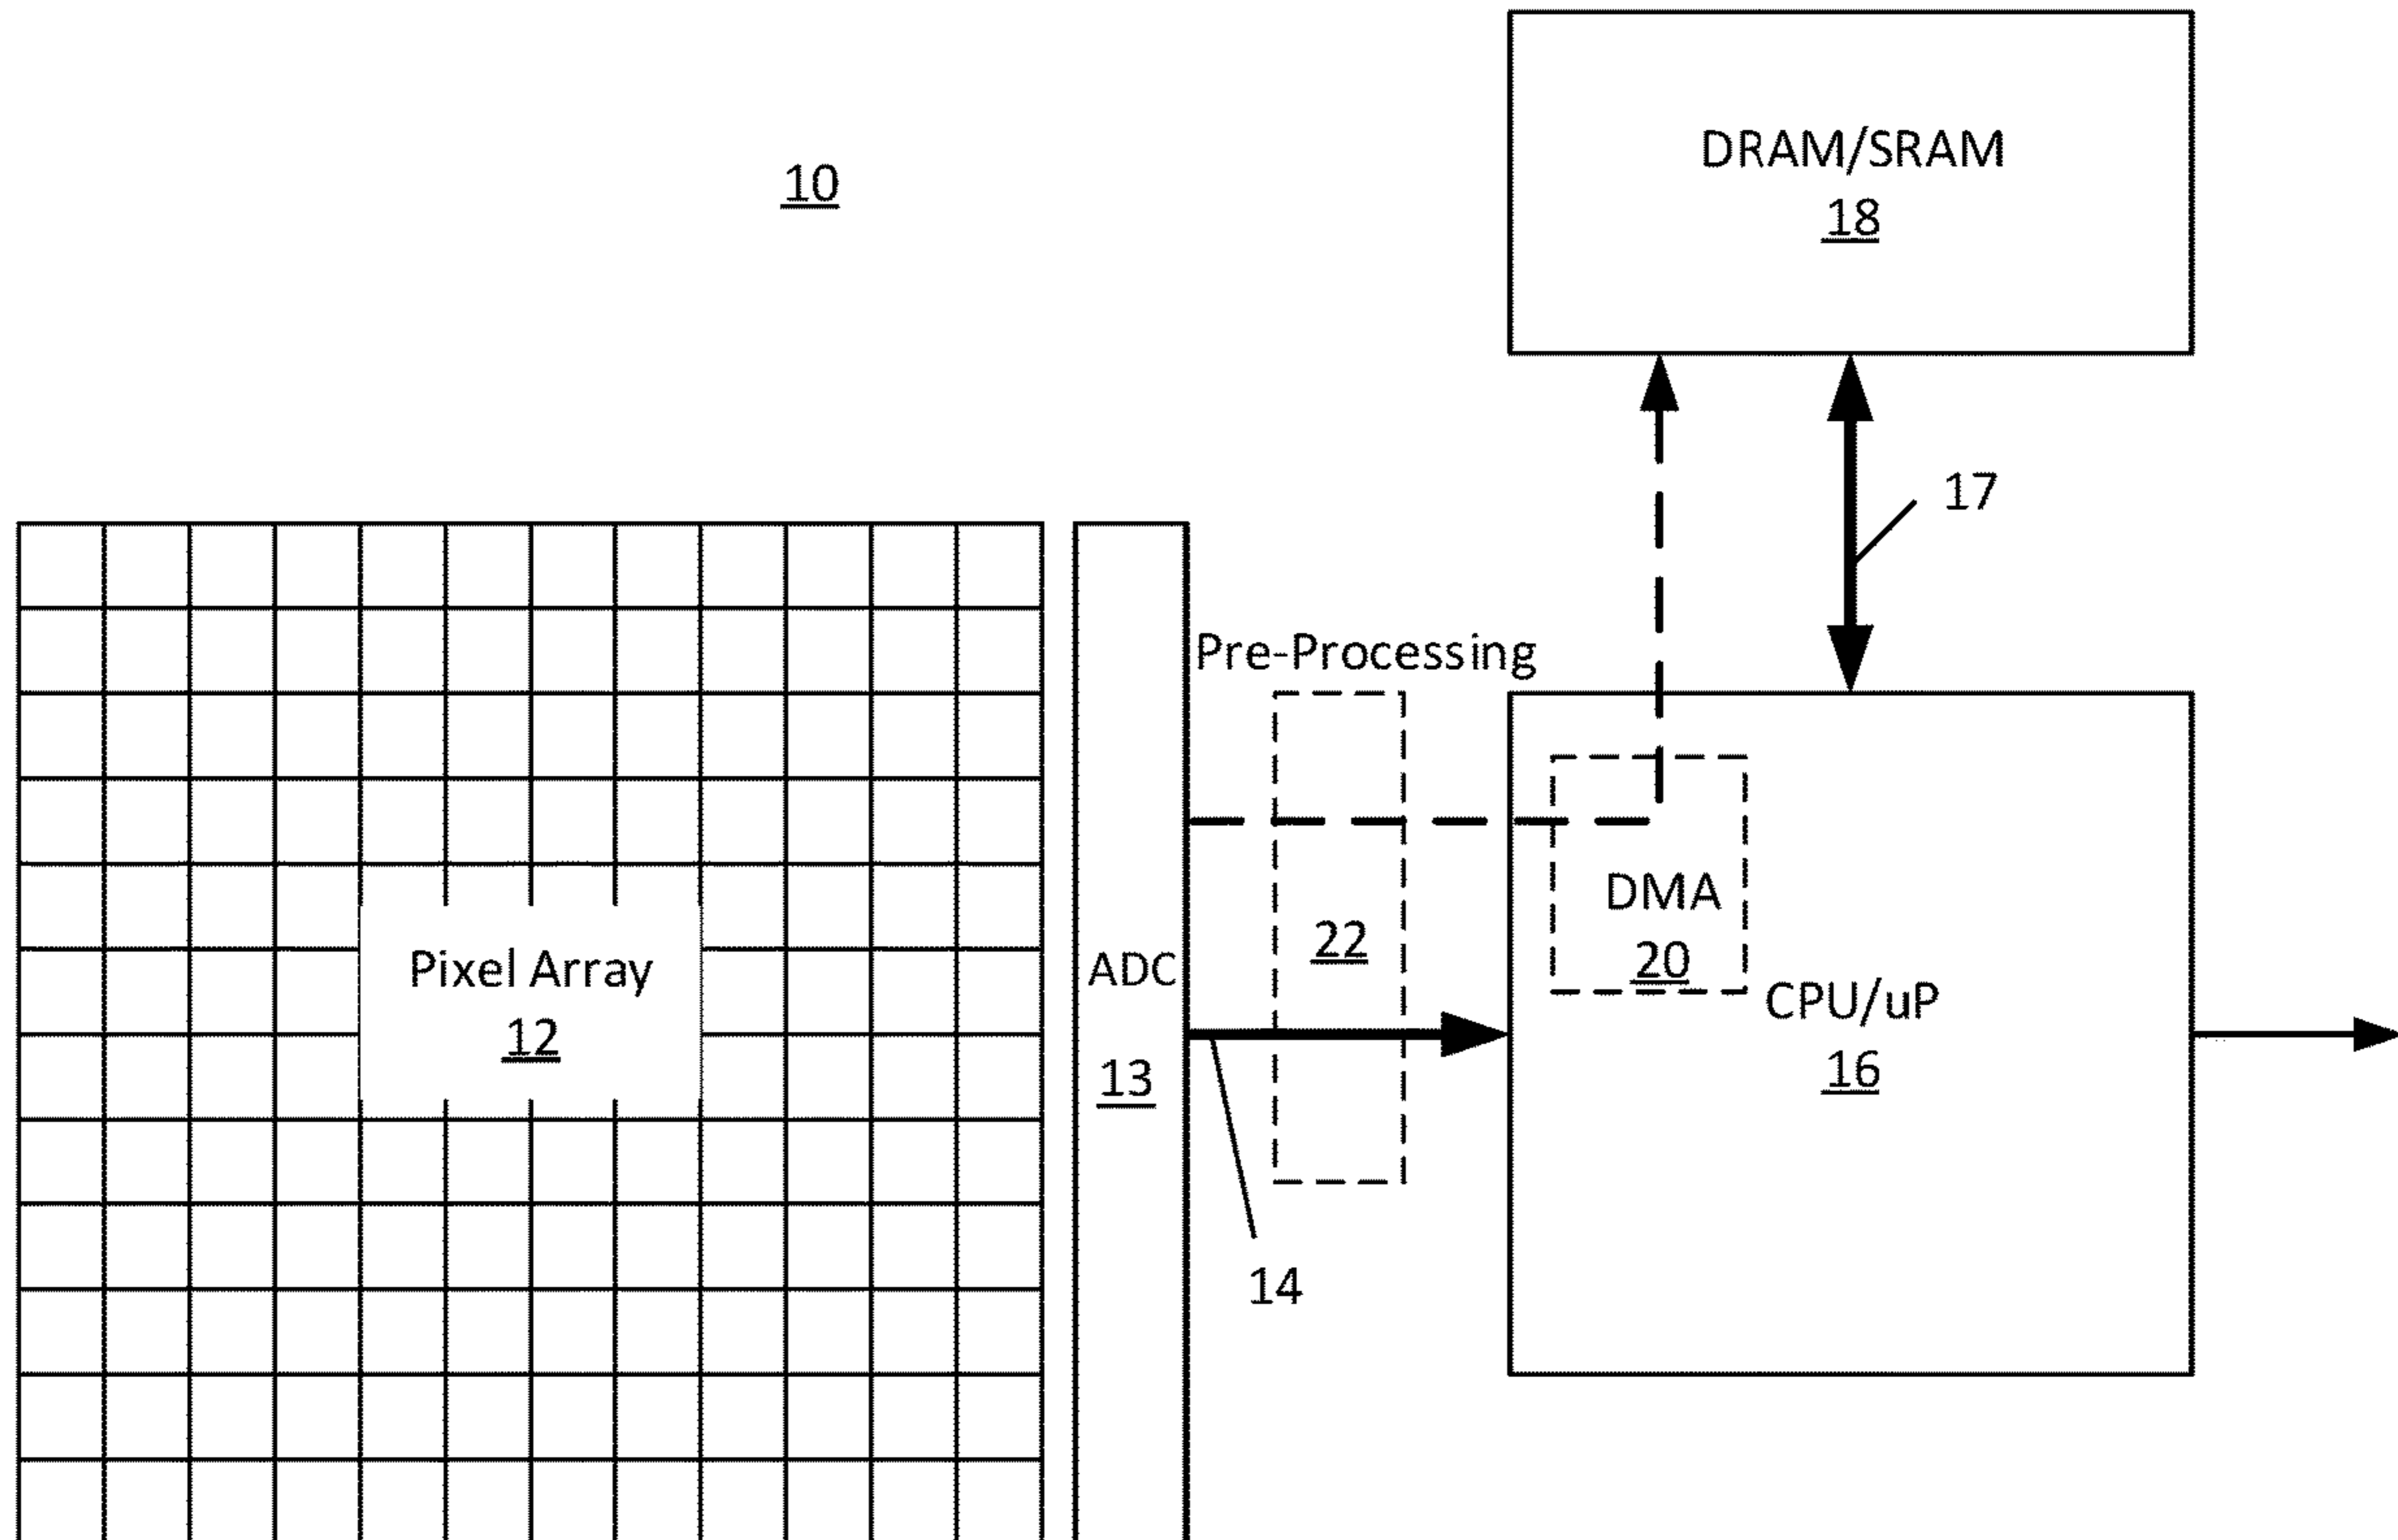 10
DRAM/SRAM
18
17
Pre-Processing
22
DMA
20
Pixel Array
12
ADC
13
CPU/uP
16
14